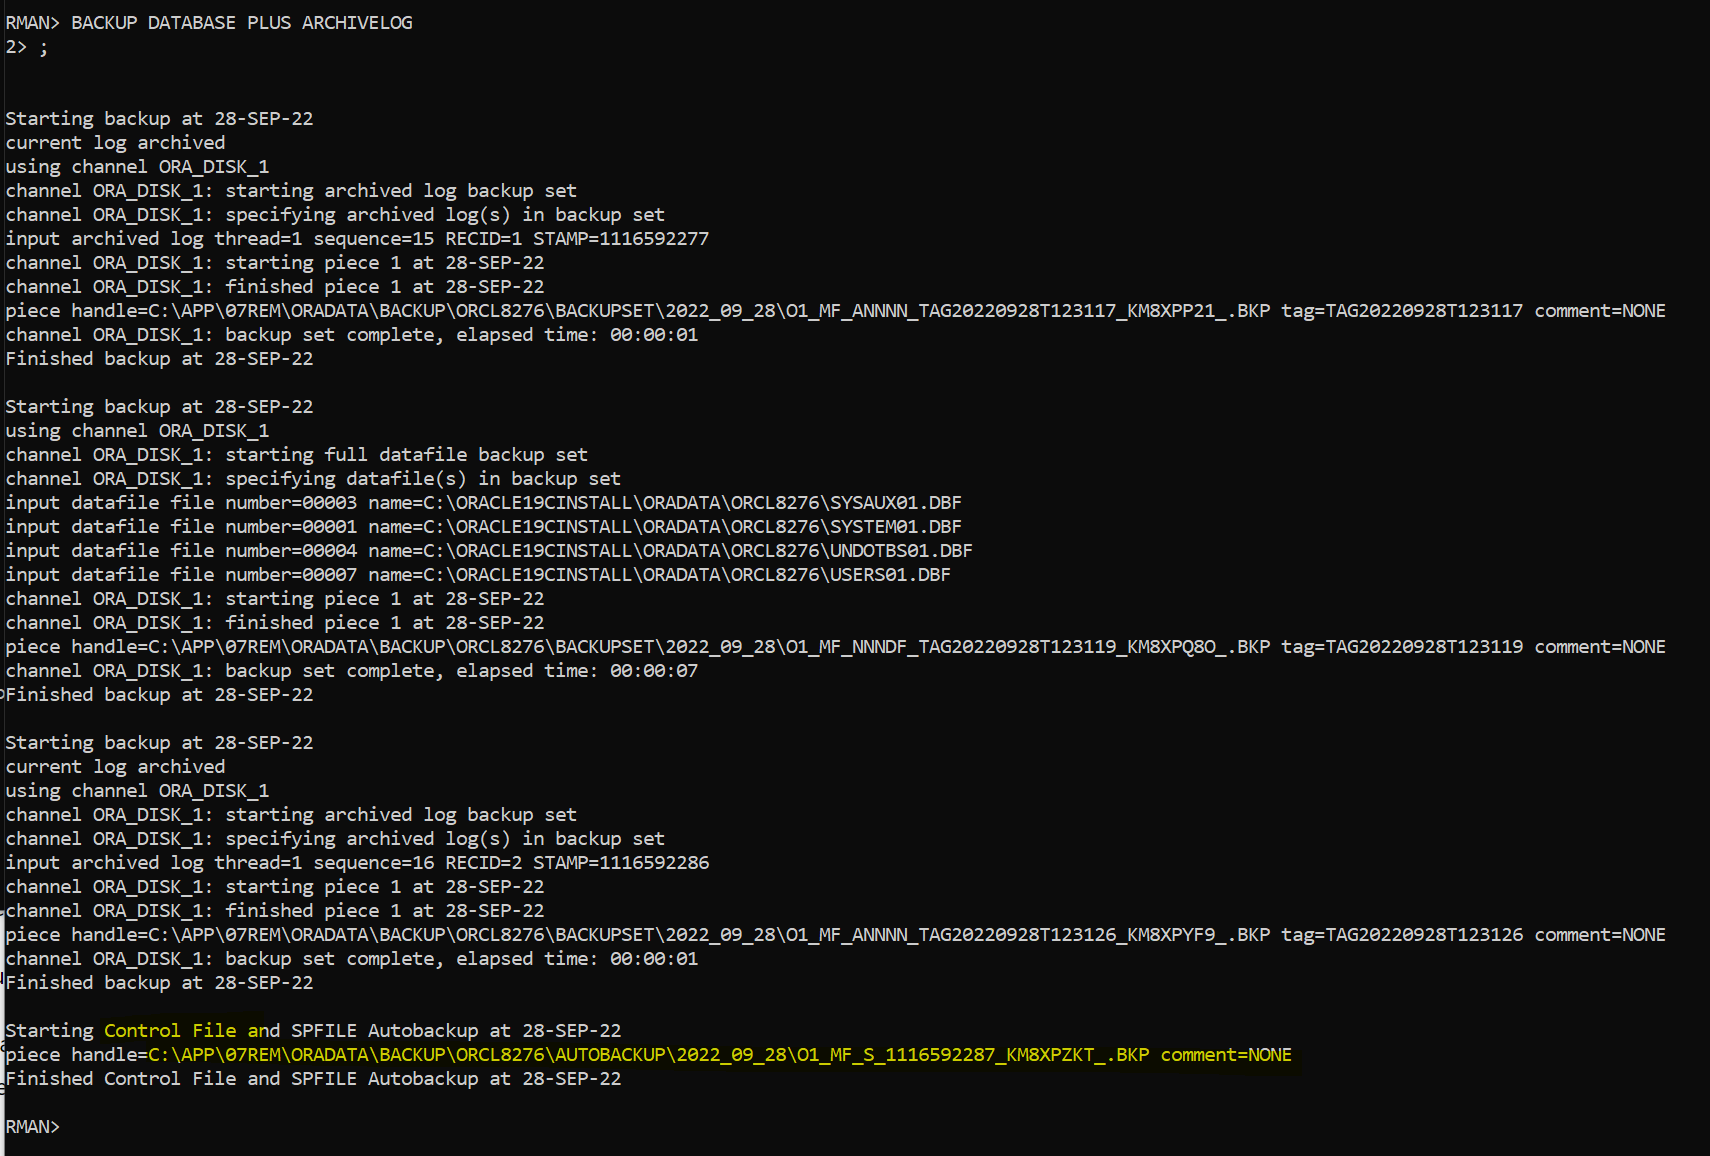 RMAN> BACKUP DATABASE PLUS ARCHIVELOG
2> ;
Starting backup at 28-SEP-22
current log archived
using channel ORA_DISK_1
channel ORA_DISK_1: starting archived log backup set
channel ORA_DISK_1: specifying archived log(s) in backup set
input archived log thread=1 sequence=15 RECID=1 STAMP=1116592277
channel ORA_DISK_1: starting piece 1 at 28-SEP-22
channel ORA_DISK_1: finished piece 1 at 28-SEP-22
piece handle=C:\APP\07REM\ORADATA\BACKUP\ORCL8276\BACKUPSET\2022_09_28\O1_MF_ANNNN_TAG20220928T123117_KM8XPP21_.BKP tag=TAG20220928T123117 comment=NONE
channel ORA_DISK_1: backup set complete, elapsed time: 00:00:01
Finished backup at 28-SEP-22
Starting backup at 28-SEP-22
using channel ORA_DISK_1
channel ORA_DISK_1: starting full datafile backup set
channel ORA_DISK_1: specifying datafile(s) in backup set
input datafile file number=00003 name=C:\ORACLE19CINSTALL\ORADATA\ORCL8276\SYSAUX01.DBF
input datafile file number=00001 name=C:\ORACLE19CINSTALL\ORADATA\ORCL8276\SYSTEM01.DBF
input datafile file number=00004 name=C:\ORACLE19CINSTALL\ORADATA\ORCL8276\UNDOTBS01.DBF
input datafile file number=00007 name=C:\ORACLE19CINSTALL\ORADATA\ORCL8276\USERS01.DBF
channel ORA_DISK_1: starting piece 1 at 28-SEP-22
channel ORA_DISK_1: finished piece 1 at 28-SEP-22
piece handle=C:\APP\07REM\ORADATA\BACKUP\ORCL8276\BACKUPSET\2022_09_28\O1_MF_NNNDF_TAG20220928T123119_KM8XPQ8O_.BKP tag=TAG20220928T123119 comment=NONE
channel ORA_DISK_1: backup set complete, elapsed time: 00:00:07
Finished backup at 28-SEP-22
Starting backup at 28-SEP-22
current log archived
using channel ORA_DISK_1
channel ORA_DISK_1: starting archived log backup set
channel ORA_DISK_1: specifying archived log(s) in backup set
input archived log thread=1 sequence=16 RECID=2 STAMP=1116592286
channel ORA_DISK_1: starting piece 1 at 28-SEP-22
channel ORA_DISK_1: finished piece 1 at 28-SEP-22
piece handle=C:\APP\07REM\ORADATA\BACKUP\ORCL8276\BACKUPSET\2022_09_28\O1_MF_ANNNN_TAG20220928T123126_KM8XPYF9_.BKP tag=TAG20220928T123126 comment=NONE
channel ORA_DISK_1: backup set complete, elapsed time: 00:00:01
Finished backup at 28-SEP-22
Starting Control File and SPFILE Autobackup at 28-SEP-22
piece handle=C:\APP\07REM\ORADATA\BACKUP\ORCL8276\AUTOBACKUP\2022_09_28\O1_MF_S_1116592287_KM8XPZKT_.BKP comment=NONE
Finished Control File and SPFILE Autobackup at 28-SEP-22
RMAN>